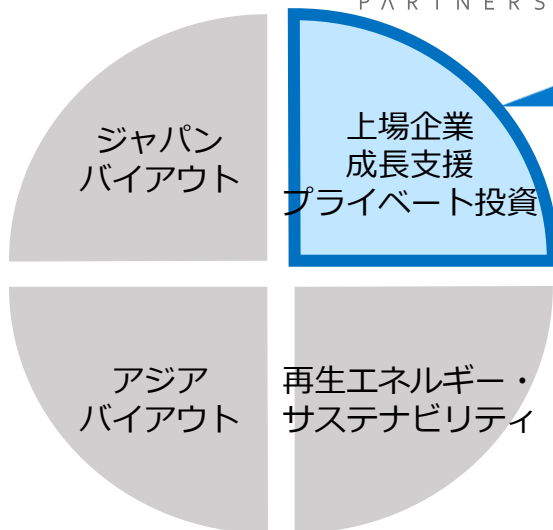 PARTNERS
ジャパン
バイアウト
上場企業
成長支援
プライベート投資
アジア
バイアウト
再生エネルギー・
サステナビリティ